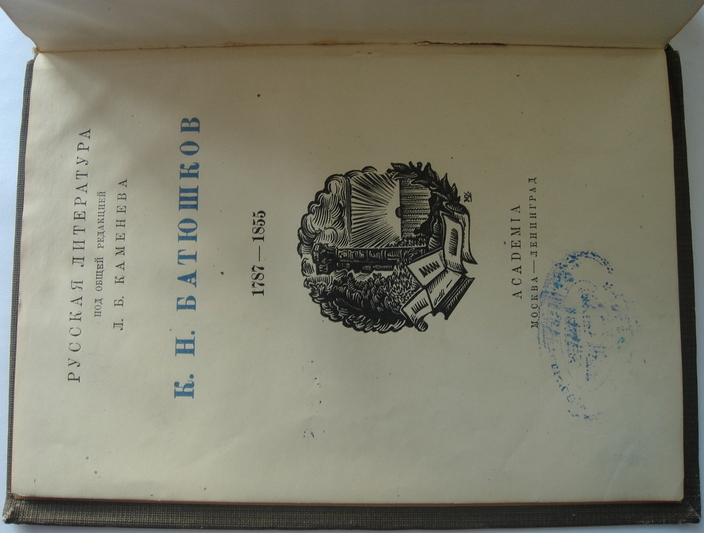 РУССКАЯ ЛИТЕРАТУРА
ПОД ОБЩЕЙ РЕДАКЦИЕЙ
Л. Б. КАМЕНЕВА
К. Н. БАТЮШКОВ
1787—1855
ACADEMIA
МОСКВА—ЛЕНИНГРАД